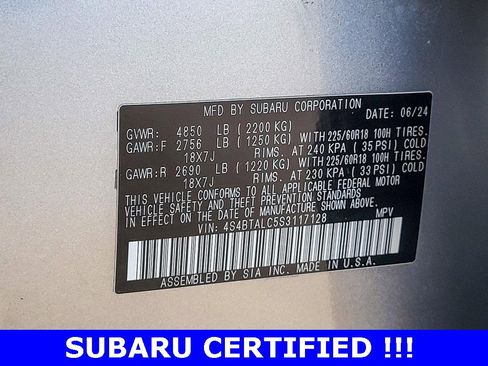 MFD BY SUBARU CORPORATION DATE: 06/24
GVWR: 4850 LB (2200 KG)
GAWR:F 2756 LB (1250 KG) WITH 225/60R18 100H TIRES.
18X7J RIMS. AT 240 KPA (35 PSI) COLD
GAWR:R 2690 LB (1220 KG) WITH 225/60R18 100H TIRES.
18X7J RIMS. AT 230 KPA (33 PSI) COLD
THIS VEHICLE CONFORMS TO ALL APPLICABLE FEDERAL MOTOR
VEHICLE SAFETY AND THEFT PREVENTION STANDARDS
IN EFFECT ON THE DATE OF MANUFACTURE SHOWN ABOVE.
VIN: 4S4BTALC5S3117128 MPV
ASSEMBLED BY SIA INC. MADE IN U.S.A.
SUBARU CERTIFIED !!!